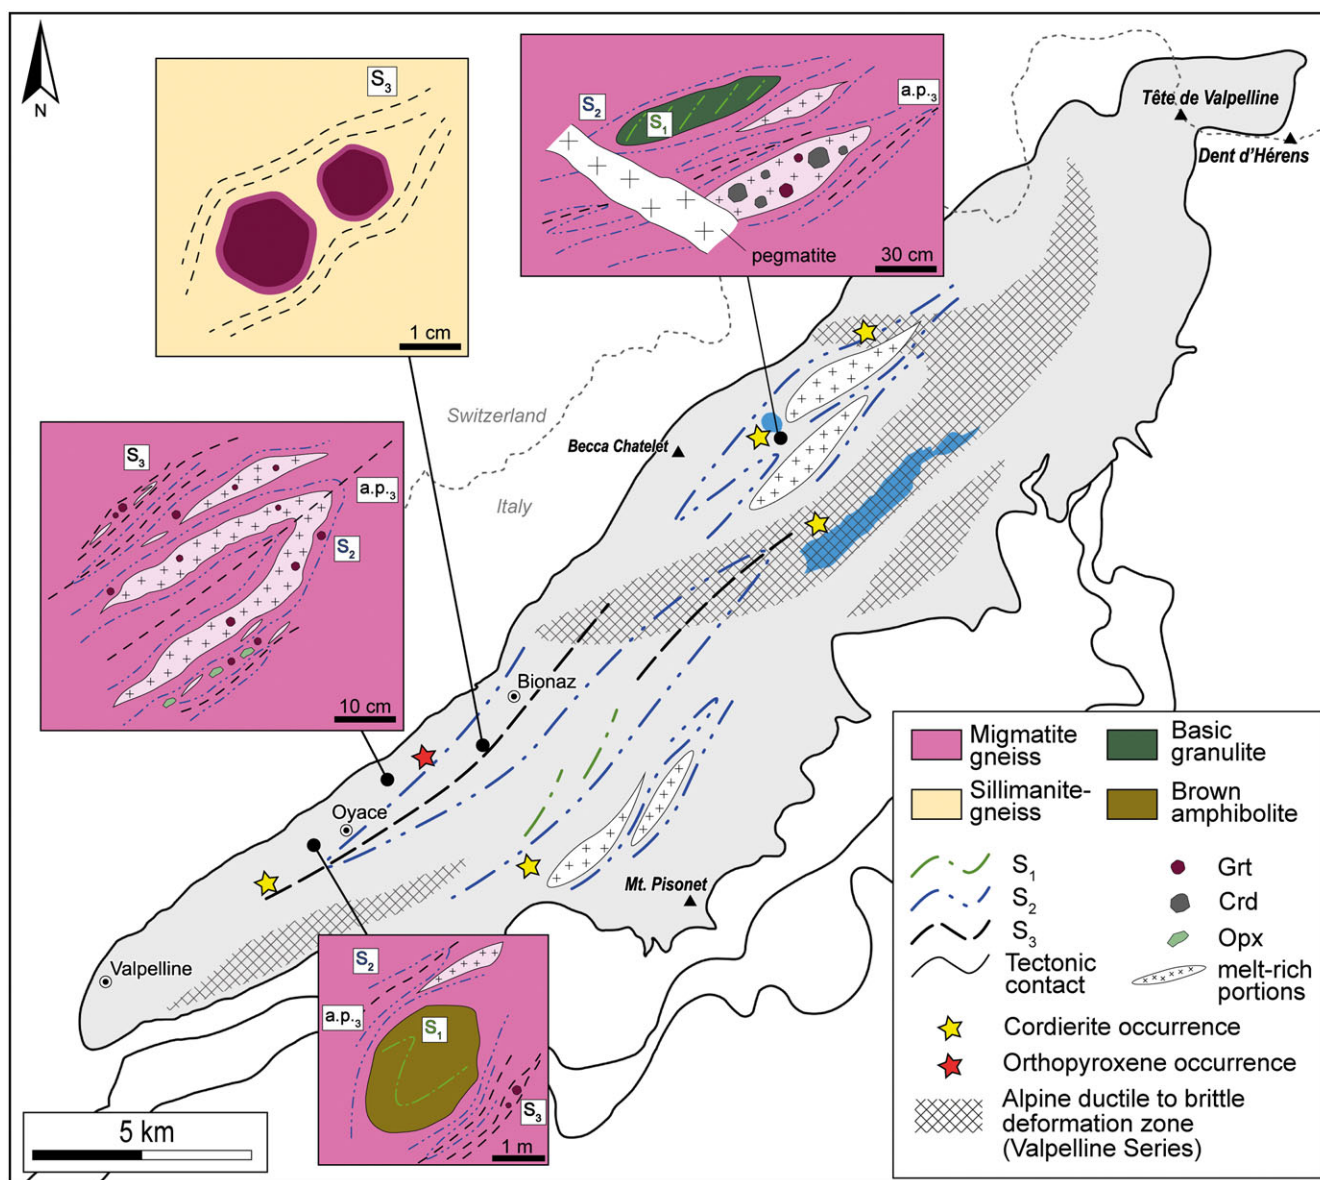 N
S3
1 cm
S2
S1
a.p.3
pegmatite
30 cm
Tête de Valpelline
Dent d'Hérens
Switzerland
Italy
Becca Chatelet
S3
a.p.3
S2
10 cm
Bionaz
Oyace
Mt. Pisonet
Valpelline
S2
a.p.3
S1
S3
1 m
5 km
Migmatite
gneiss
Basic
granulite
Sillimanite-
gneiss
Brown
amphibolite
S1
S2
S3
Tectonic
contact
Grt
Crd
Opx
melt-rich
portions
Cordierite occurrence
Orthopyroxene occurrence
Alpine ductile to brittle
deformation zone
(Valpelline Series)